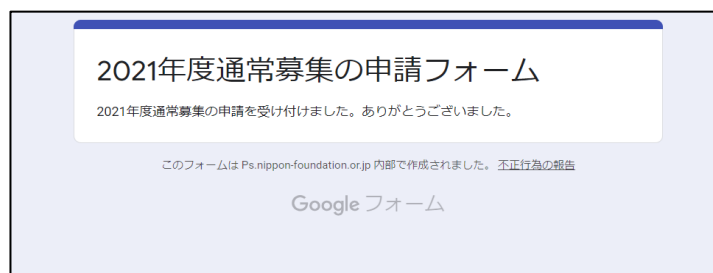 2021年度通常募集の申請フォーム
2021年度通常募集の申請を受け付けました。ありがとうございました。
このフォームは Ps.nippon-foundation.or.jp 内部で作成されました。 不正行為の報告
Google フォーム